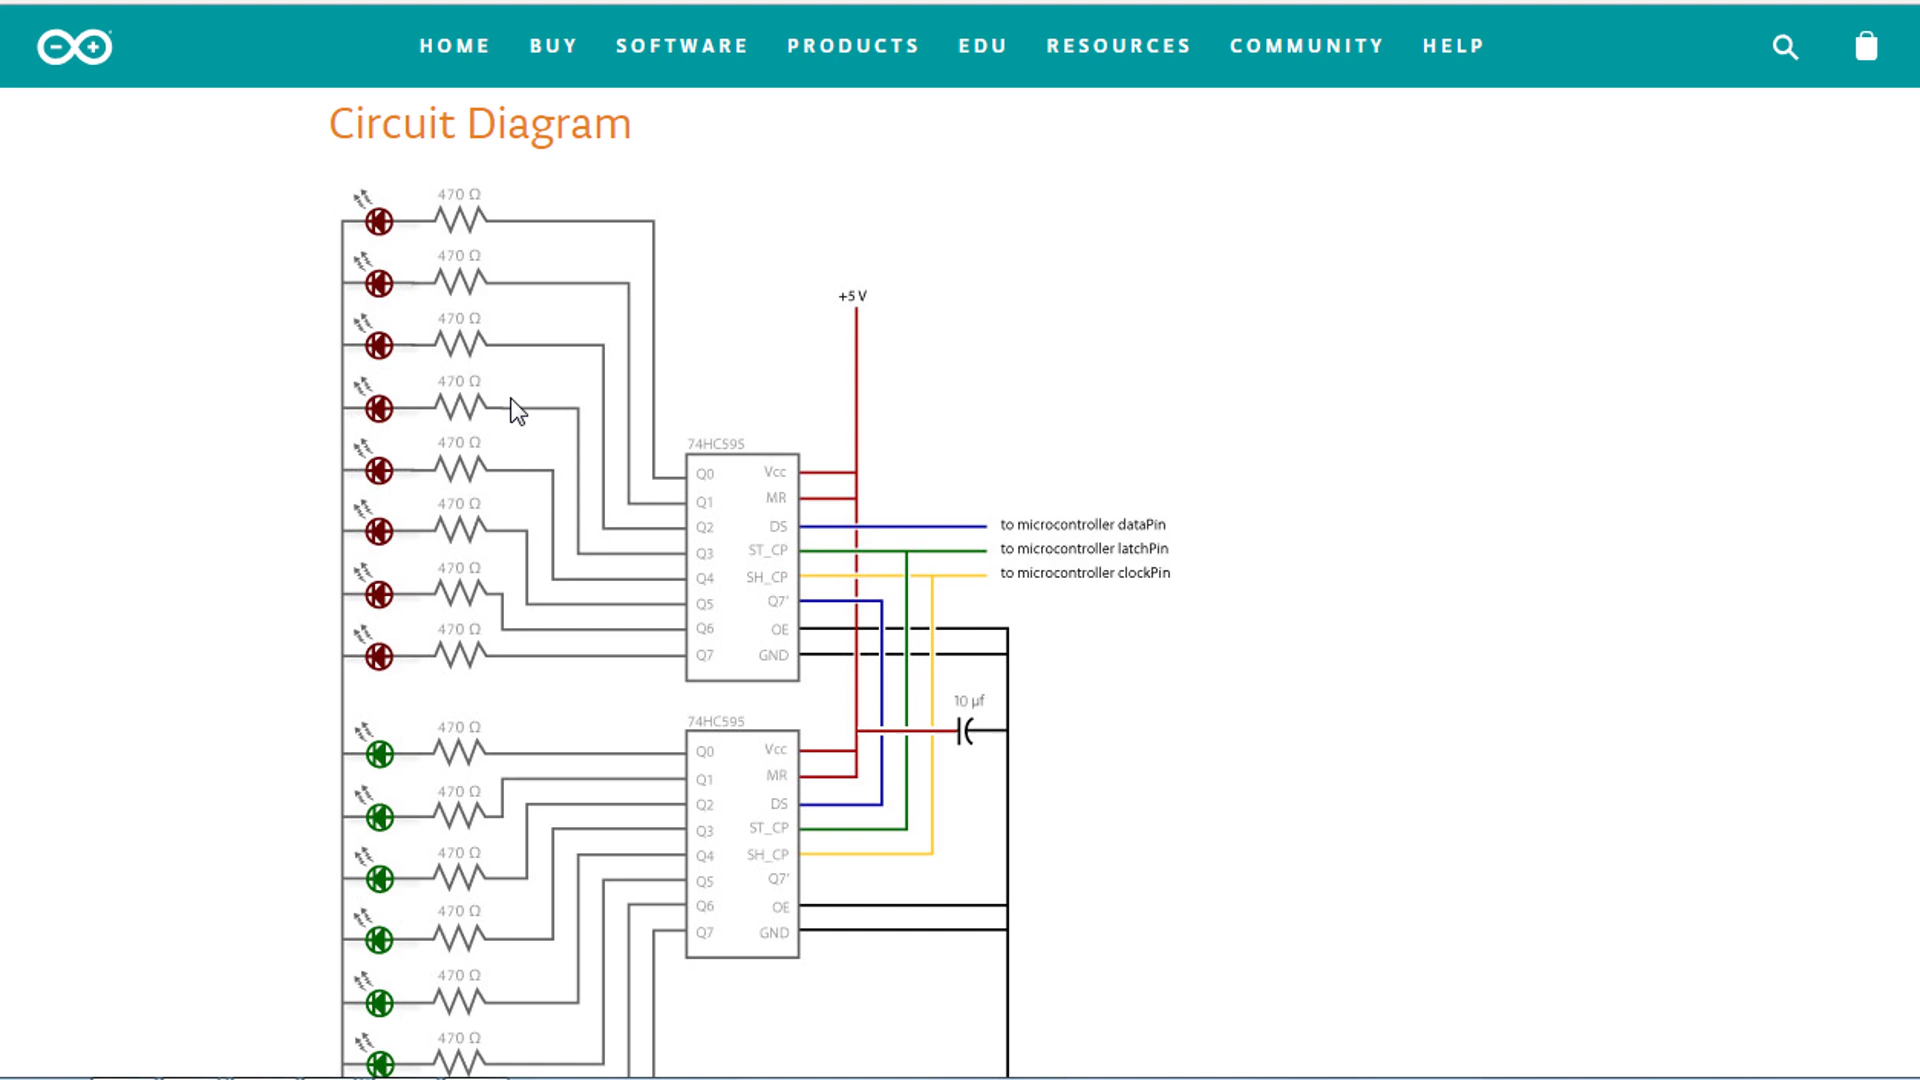 HOME BUY SOFTWARE PRODUCTS EDU RESOURCES COMMUNITY HELP
Circuit Diagram
470 Ω
470 Ω
470 Ω
470 Ω
470 Ω
470 Ω
470 Ω
470 Ω
+5 V
74HC595
Q0 Vcc
Q1 MR
Q2 DS to microcontroller dataPin
Q3 ST_CP to microcontroller latchPin
Q4 SH_CP to microcontroller clockPin
Q5 Q7'
Q6 OE
Q7 GND
10 µf
74HC595
470 Ω
470 Ω
470 Ω
470 Ω
470 Ω
470 Ω
Q0 Vcc
Q1 MR
Q2 DS
Q3 ST_CP
Q4 SH_CP
Q5 Q7'
Q6 OE
Q7 GND